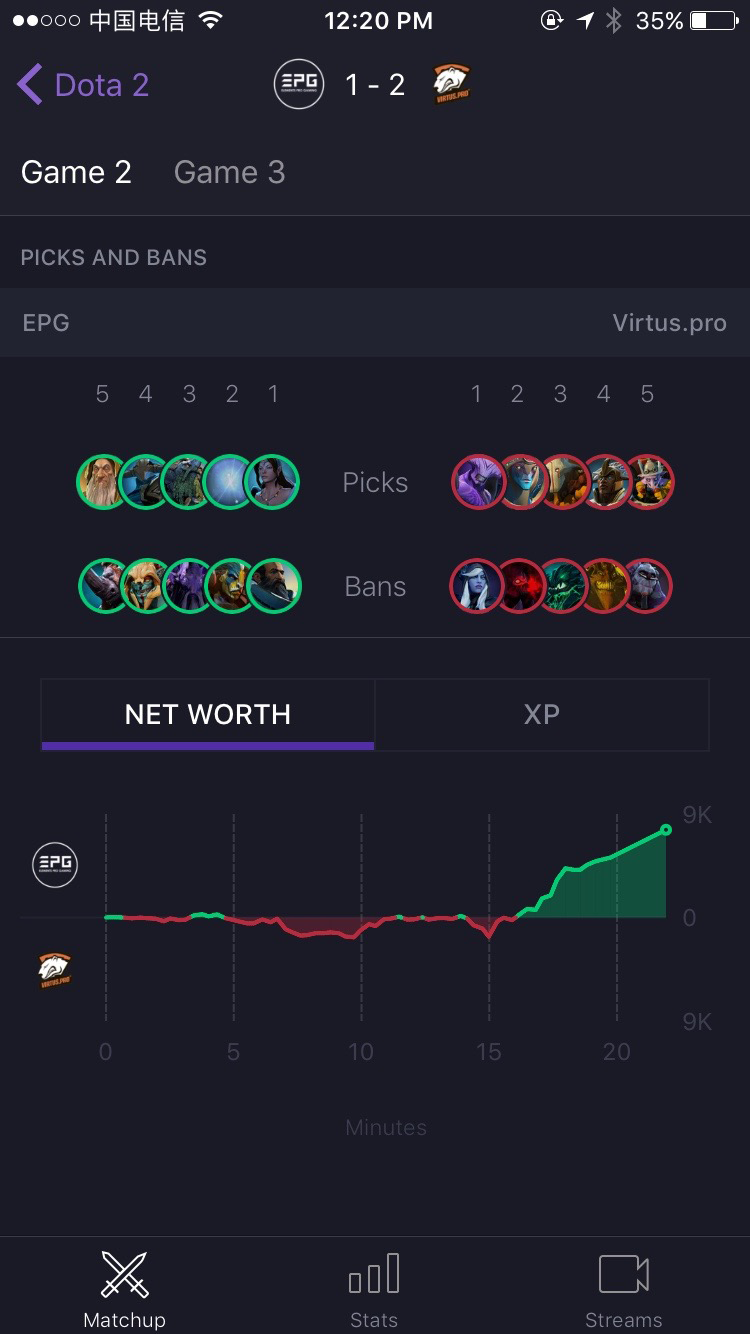 中国电信 12:20 PM 35%
Dota 2 EPG 1 - 2 VIRTUS.PRO
Game 2 Game 3
PICKS AND BANS
EPG Virtus.pro
5 4 3 2 1 1 2 3 4 5
Picks
Bans
NET WORTH XP
9K
EPG
0
VIRTUS.PRO
9K
0 5 10 15 20
Minutes
Matchup Stats Streams